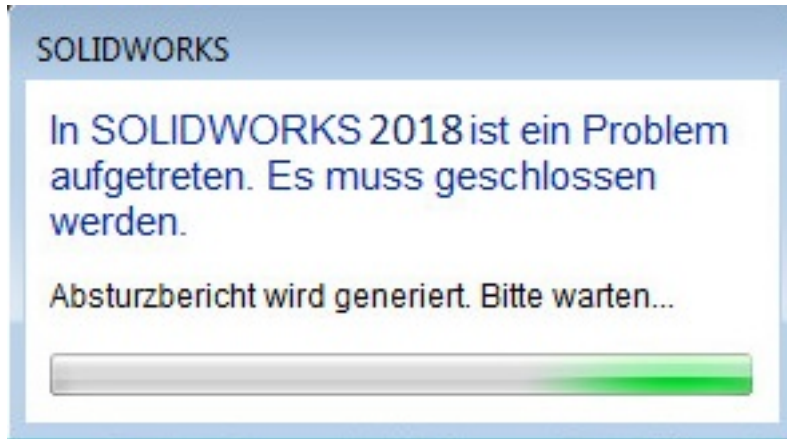 SOLIDWORKS
In SOLIDWORKS 2018 ist ein Problem
aufgetreten. Es muss geschlossen
werden.
Absturzbericht wird generiert. Bitte warten...